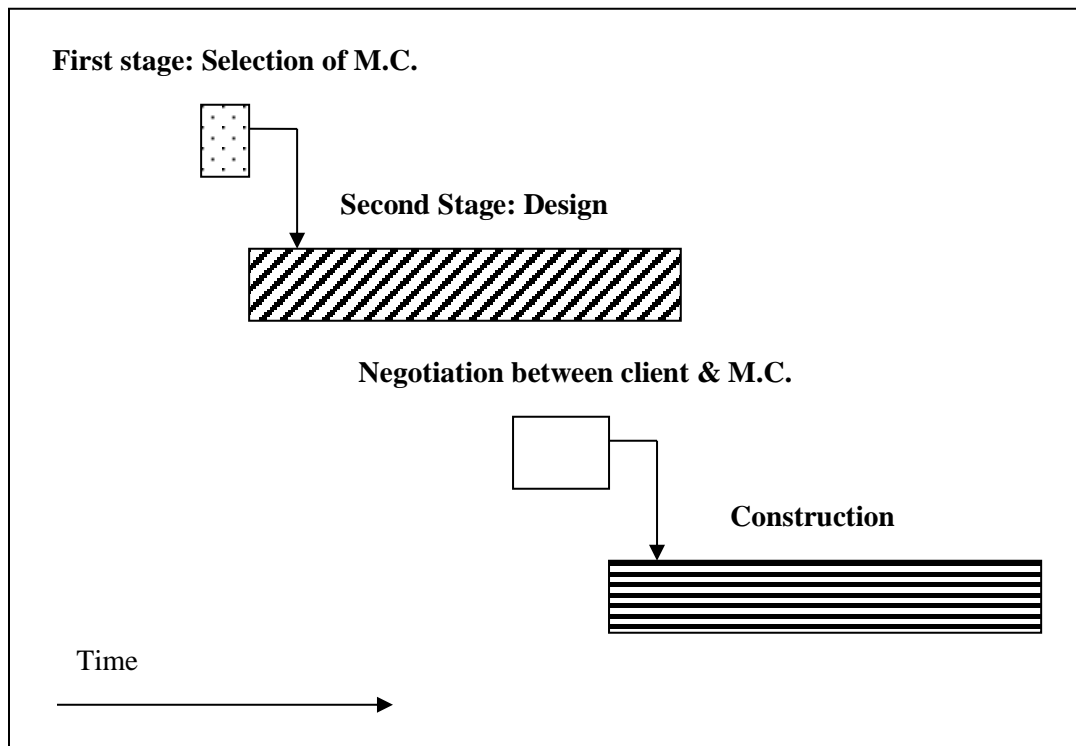 First stage: Selection of M.C.
Second Stage: Design
Negotiation between client & M.C.
Construction
Time